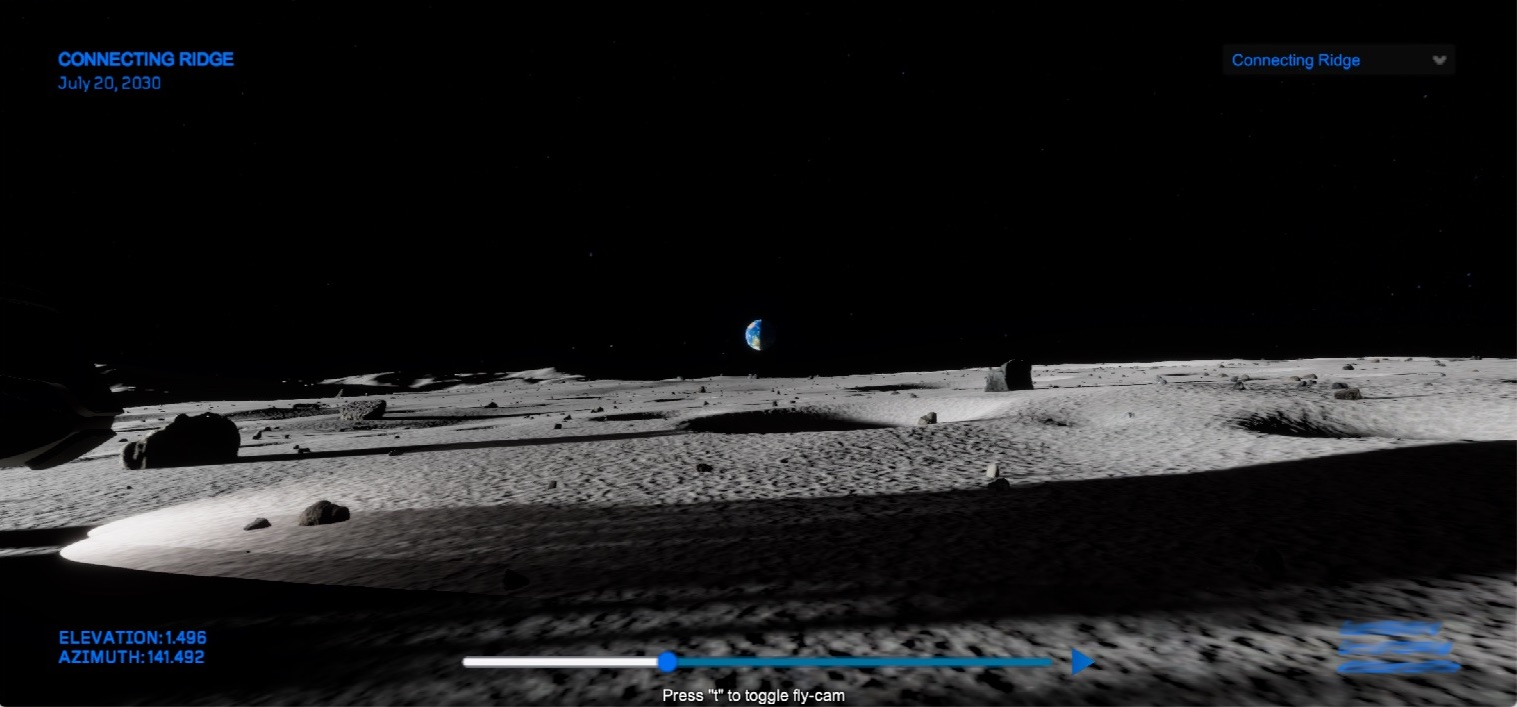 CONNECTING RIDGE
July 20, 2030
Connecting Ridge
ELEVATION: 1.496
AZIMUTH: 141.492
Press "t" to toggle fly-cam